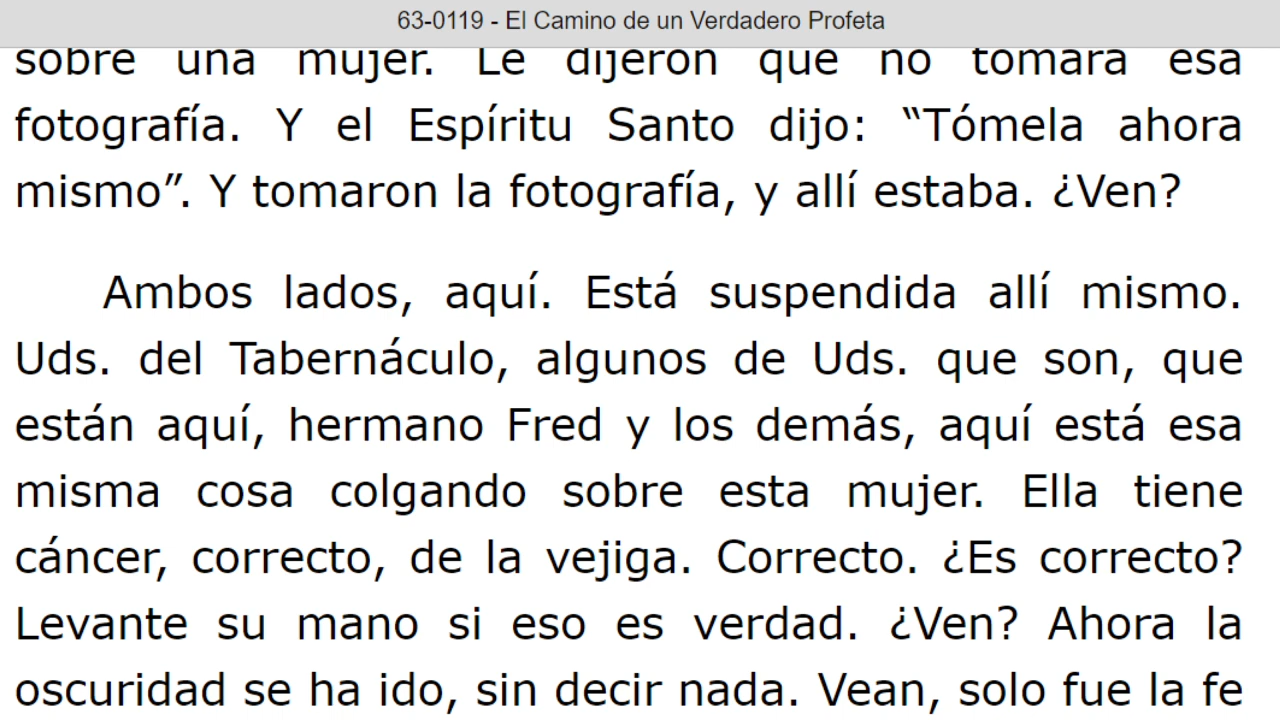 63-0119 - El Camino de un Verdadero Profeta
sobre una mujer. Le dijeron que no tomara esa
fotografía. Y el Espíritu Santo dijo: “Tómela ahora
mismo”. Y tomaron la fotografía, y allí estaba. ¿Ven?
Ambos lados, aquí. Está suspendida allí mismo.
Uds. del Tabernáculo, algunos de Uds. que son, que
están aquí, hermano Fred y los demás, aquí está esa
misma cosa colgando sobre esta mujer. Ella tiene
cáncer, correcto, de la vejiga. Correcto. ¿Es correcto?
Levante su mano si eso es verdad. ¿Ven? Ahora la
oscuridad se ha ido, sin decir nada. Vean, solo fue la fe